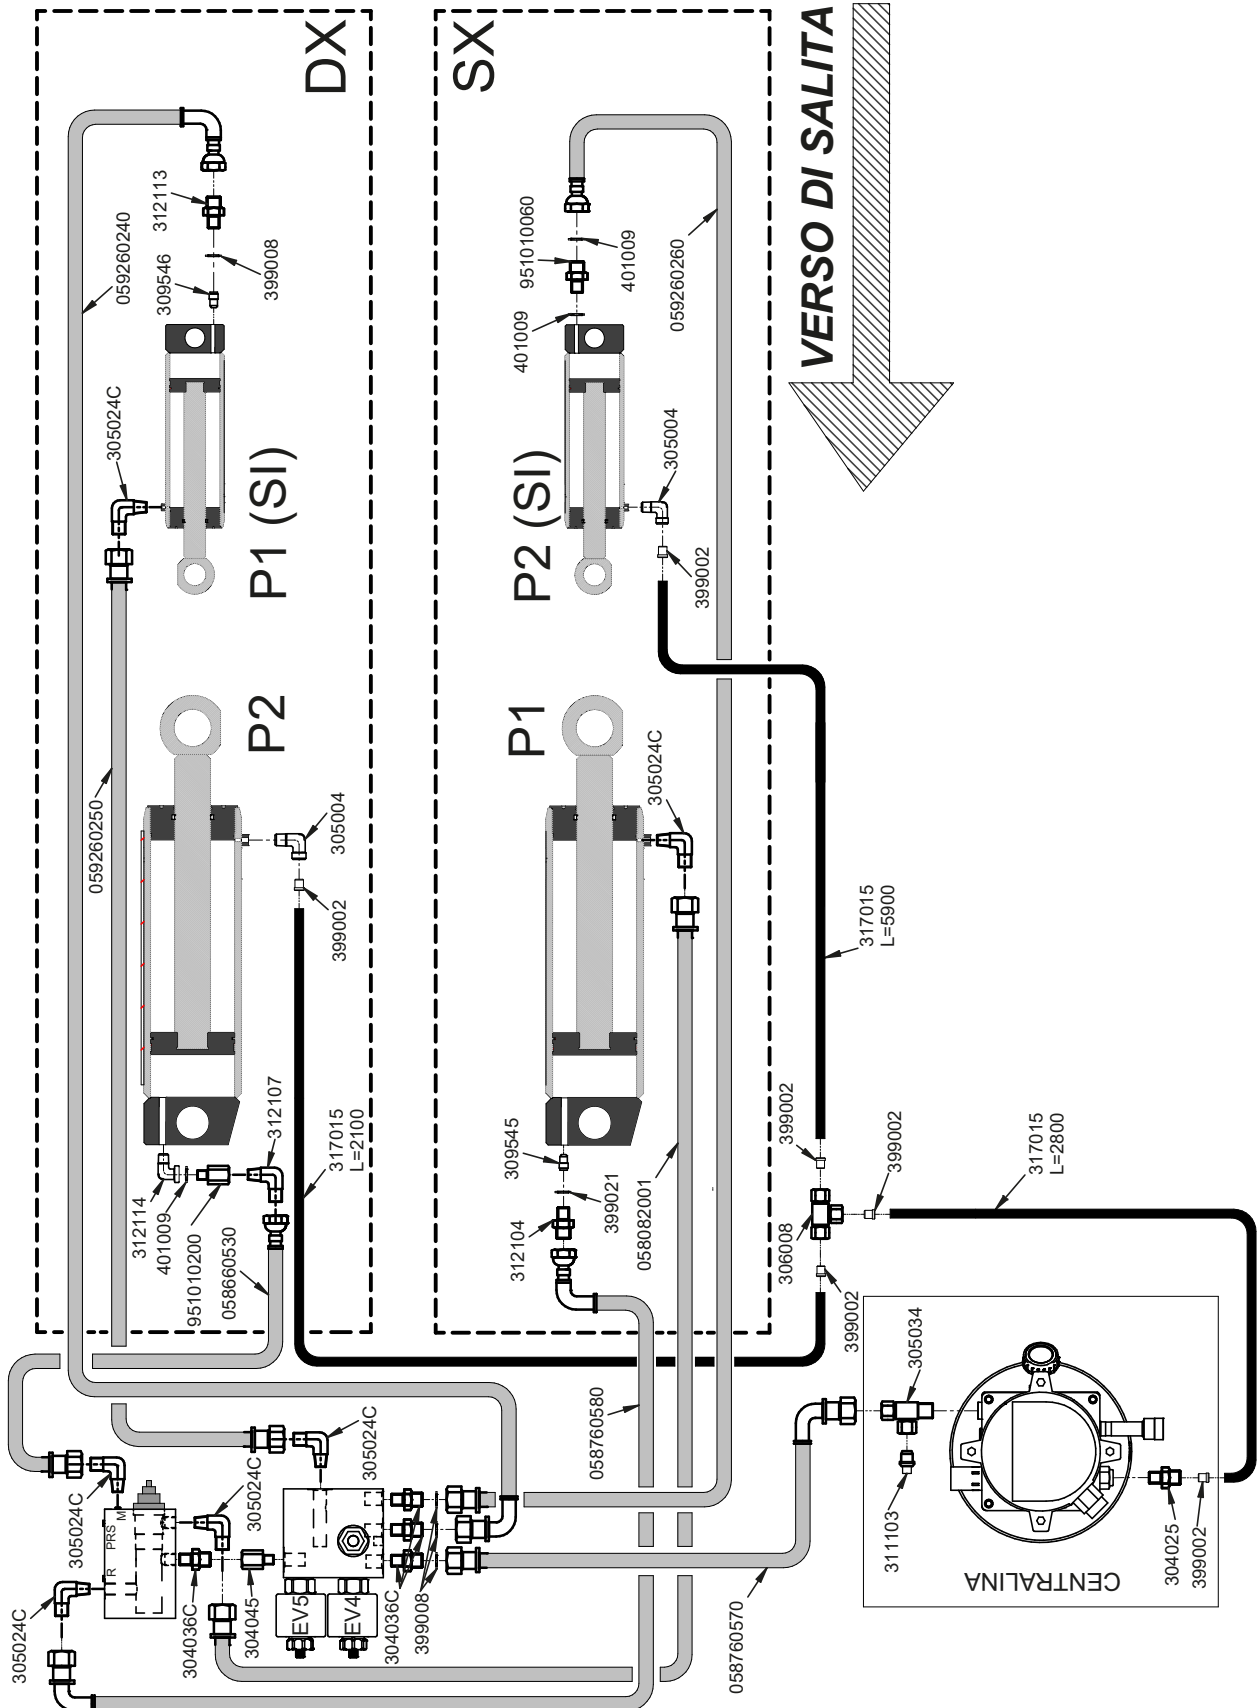 DX
SX
VERSO DI SALITA
059260240
312113
309546
399008
305024C
P1 (SI)
059260250
P2
305004
399002
317015
L=2100
312107
312114
401009
951010200
058660530
951010060
401009
401009
059260260
305004
P2 (SI)
399002
P1
305024C
317015
L=5900
309545
399021
312104
058082001
399002
399002
306008
399002
317015
L=2800
305034
311103
304025
399002
CENTRALINA
058760580
058760570
305024C
305024C
305024C
305024C
R
PRS
M
304036C
304045
EV5
EV4
304036C
399008